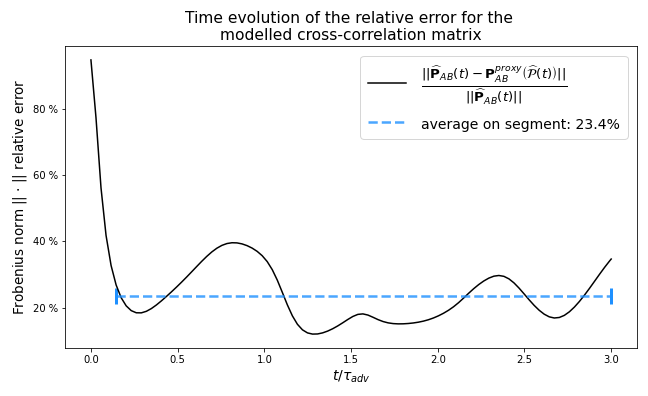 Time evolution of the relative error for the
modelled cross-correlation matrix
Frobenius norm || · || relative error
80 %
60 %
40 %
20 %
||P̂_AB(t) − P_AB^proxy(𝒫̂(t))||
||P̂_AB(t)||
average on segment: 23.4%
0.0 0.5 1.0 1.5 2.0 2.5 3.0
t/τ_adv